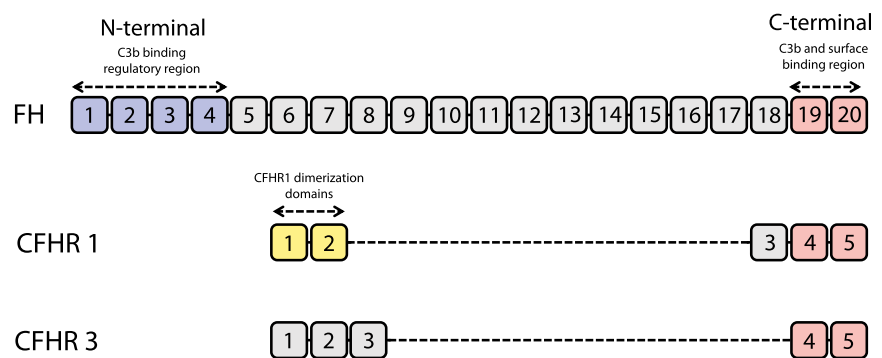 N-terminal
C3b binding
regulatory region
C-terminal
C3b and surface
binding region
FH 1 2 3 4 5 6 7 8 9 10 11 12 13 14 15 16 17 18 19 20
CFHR1 dimerization
domains
CFHR 1 1 2 3 4 5
CFHR 3 1 2 3 4 5